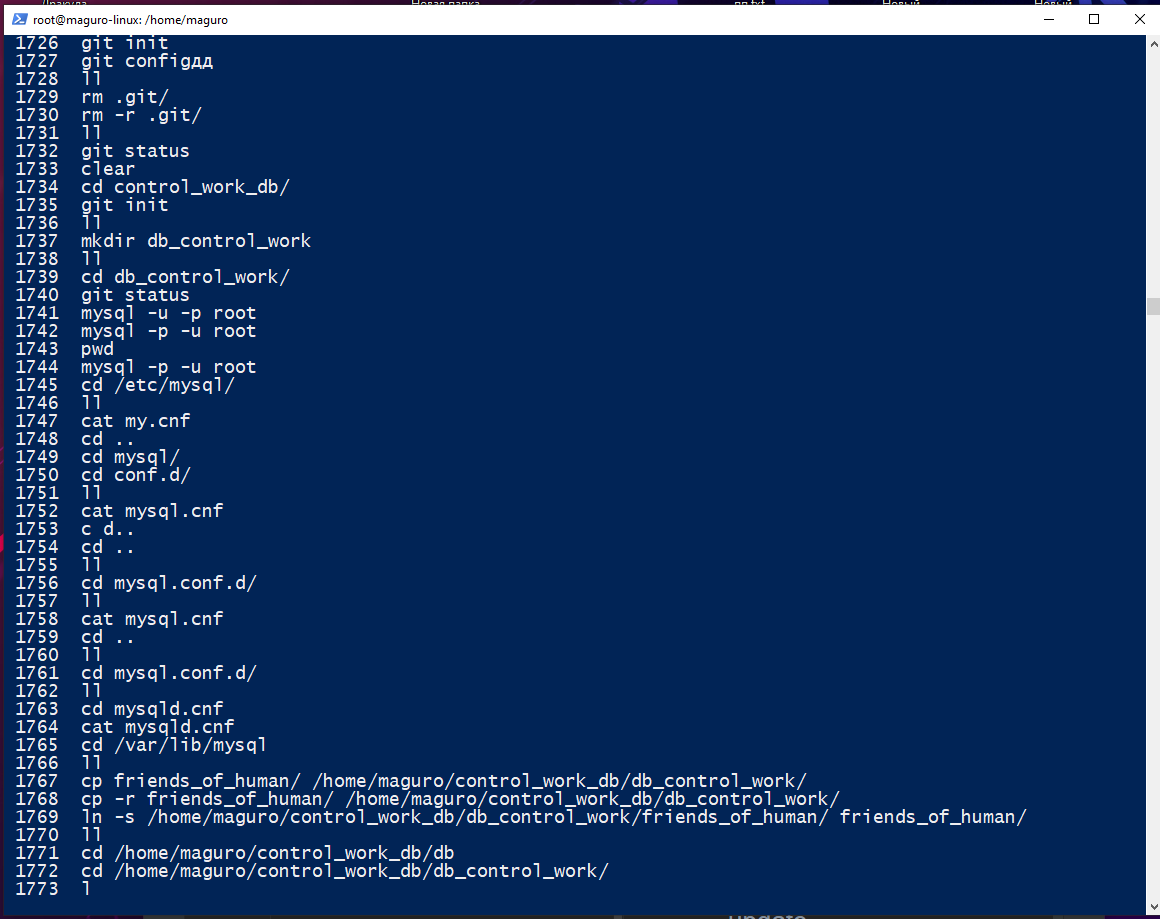 root@maguro-linux: /home/maguro
1726 git init
1727 git configдд
1728 ll
1729 rm .git/
1730 rm -r .git/
1731 ll
1732 git status
1733 clear
1734 cd control_work_db/
1735 git init
1736 ll
1737 mkdir db_control_work
1738 ll
1739 cd db_control_work/
1740 git status
1741 mysql -u -p root
1742 mysql -p -u root
1743 pwd
1744 mysql -p -u root
1745 cd /etc/mysql/
1746 ll
1747 cat my.cnf
1748 cd ..
1749 cd mysql/
1750 cd conf.d/
1751 ll
1752 cat mysql.cnf
1753 c d..
1754 cd ..
1755 ll
1756 cd mysql.conf.d/
1757 ll
1758 cat mysql.cnf
1759 cd ..
1760 ll
1761 cd mysql.conf.d/
1762 ll
1763 cd mysqld.cnf
1764 cat mysqld.cnf
1765 cd /var/lib/mysql
1766 ll
1767 cp friends_of_human/ /home/maguro/control_work_db/db_control_work/
1768 cp -r friends_of_human/ /home/maguro/control_work_db/db_control_work/
1769 ln -s /home/maguro/control_work_db/db_control_work/friends_of_human/ friends_of_human/
1770 ll
1771 cd /home/maguro/control_work_db/db
1772 cd /home/maguro/control_work_db/db_control_work/
1773 l